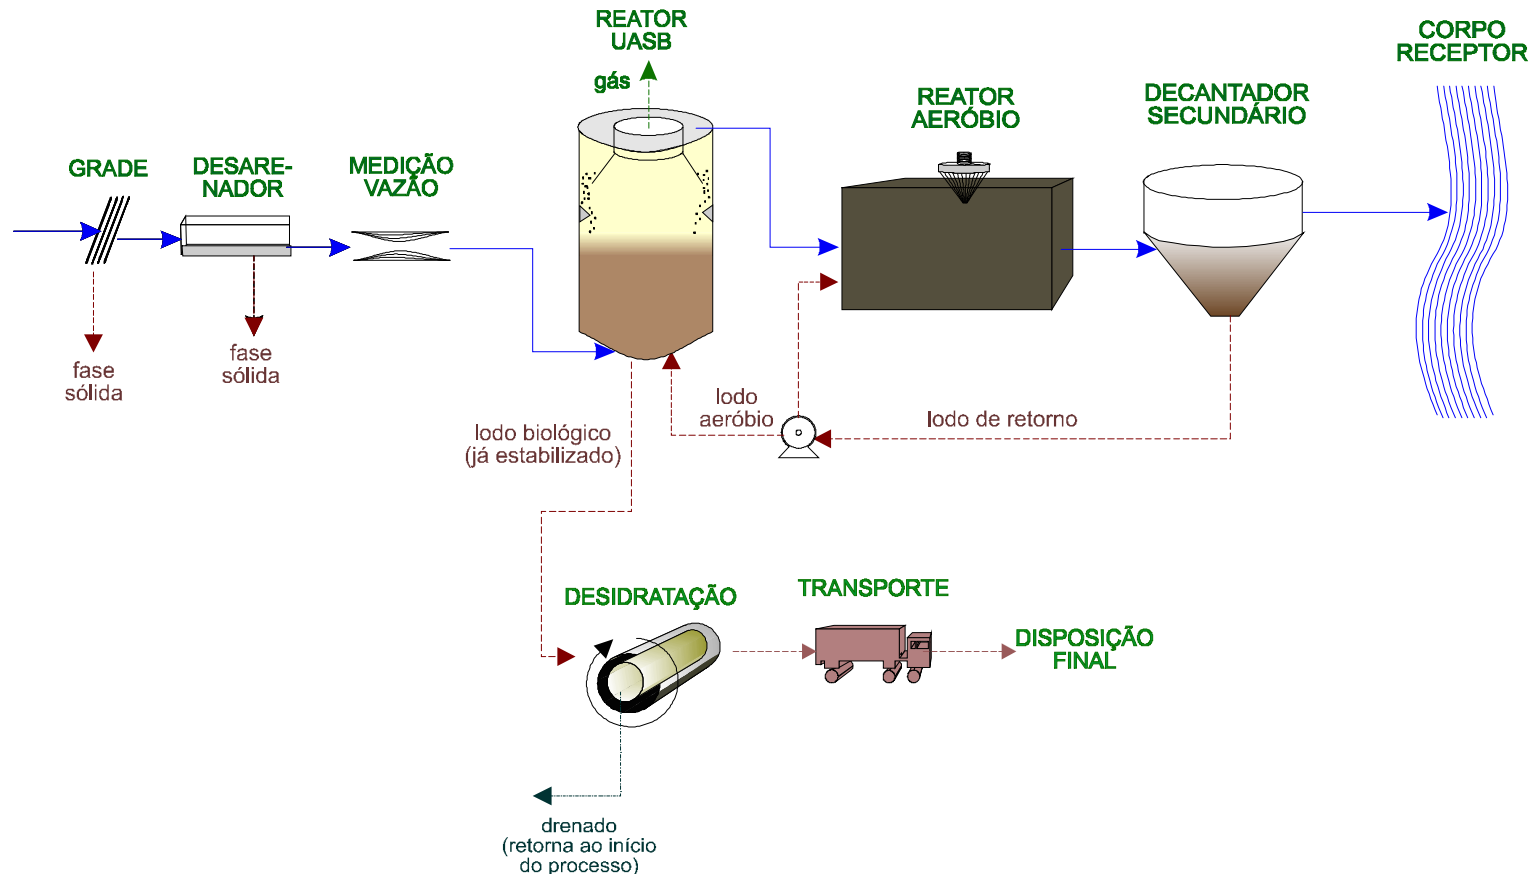 REATOR
UASB
gás
CORPO
RECEPTOR
REATOR
AERÓBIO
DECANTADOR
SECUNDÁRIO
GRADE
DESARE-
NADOR
MEDIÇÃO
VAZÃO
fase
sólida
fase
sólida
lodo biológico
(já estabilizado)
lodo
aeróbio
lodo de retorno
DESIDRATAÇÃO
TRANSPORTE
DISPOSIÇÃO
FINAL
drenado
(retorna ao início
do processo)